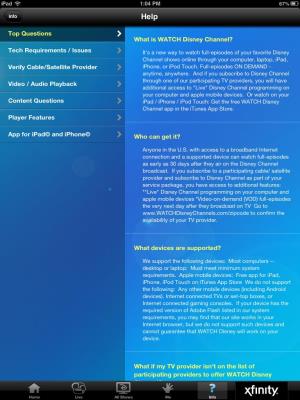 iPad
1:04 PM
67%
Info
Help
Top Questions
Tech Requirements / Issues
Verify Cable/Satellite Provider
Video / Audio Playback
Content Questions
Player Features
App for iPad© and iPhone©
What is WATCH Disney Channel?
It's a new way to watch full-episodes of your favorite Disney
Channel shows online through your computer, laptop, iPad,
iPhone, or iPod Touch. Full-Episodes ON DEMAND -
anytime, anywhere. And if you subscribe to Disney Channel
through one of our participating TV providers, you will have
access to additional "Live" Disney Channel programming on
your computer and apple mobile devices. Or watch on your
iPad / iPhone / iPod Touch: Get the free WATCH Disney
Channel app in the iTunes App Store.
Who can get it?
Anyone in the U.S. with access to a broadband Internet
connection and a supported device can watch full-episodes
as early as 30 days after they air on the Disney Channel
broadcast. If you subscribe to a participating cable/ satelite
provider and subscribe to Disney Channel as part of your
service package, you have access to additional features:
"Live" Disney Channel programming on your computer and
apple mobile devices "Video-on-demand (VOD) full-episodes
the very next day after they broadcast on TV Go to
www.WATCHDisneyChannels.com/zipcode to confirm the
availability of your TV provider.
What devices are supported?
We support the following devices: Most computers --
desktop or laptop: Must meet minimum system
requirements. Apple mobile devices: Free app for iPad,
iPhone, iPod Touch on iTunes App Store We do not support
the following: Any other mobile devices (including Android
devices). Internet connected TVs or set-top boxes, or
Internet connected gaming consoles. If your device has the
required version of Adobe Flash listed in our system
requirements, you may find that our site works in your
Internet browser, but we do not support such devices and
cannot guarantee that WATCH Disney will work on your
device.
What if my TV provider isn't on the list of
participating providers to offer WATCH Disney
Home
Live
All Shows
Me
Info
xfinity